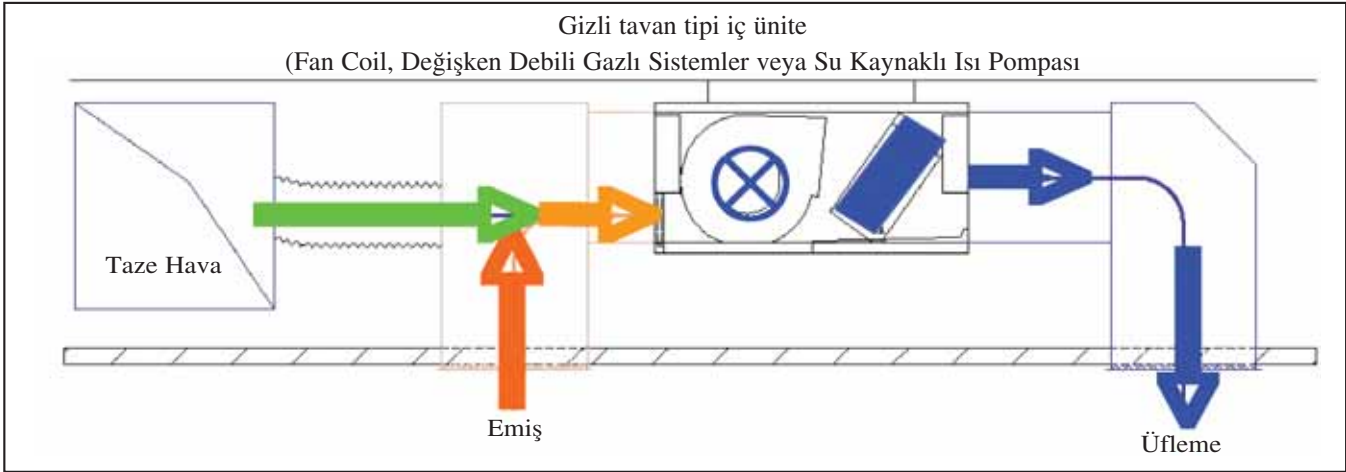 Gizli tavan tipi iç ünite
(Fan Coil, Değişken Debili Gazlı Sistemler veya Su Kaynaklı Isı Pompası
Taze Hava
Emiş
Üfleme